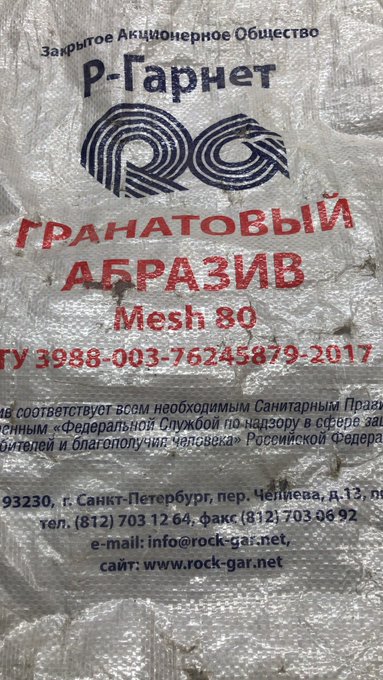 Закрытое Акционерное Общество
Р-Гарнет
RG
ГРАНАТОВЫЙ
АБРАЗИВ
Mesh 80
ТУ 3988-003-76245879-2017
соответствует всем необходимым Санитарным
«Федеральной Службой по надзору в сфере
и благополучия человека» Российской
93230, г. Санкт-Петербург, пер. Челиева, д.13,
тел. (812) 703 12 64, факс (812) 703 06 92
e-mail: info@rock-gar.net,
сайт: www.rock-gar.net